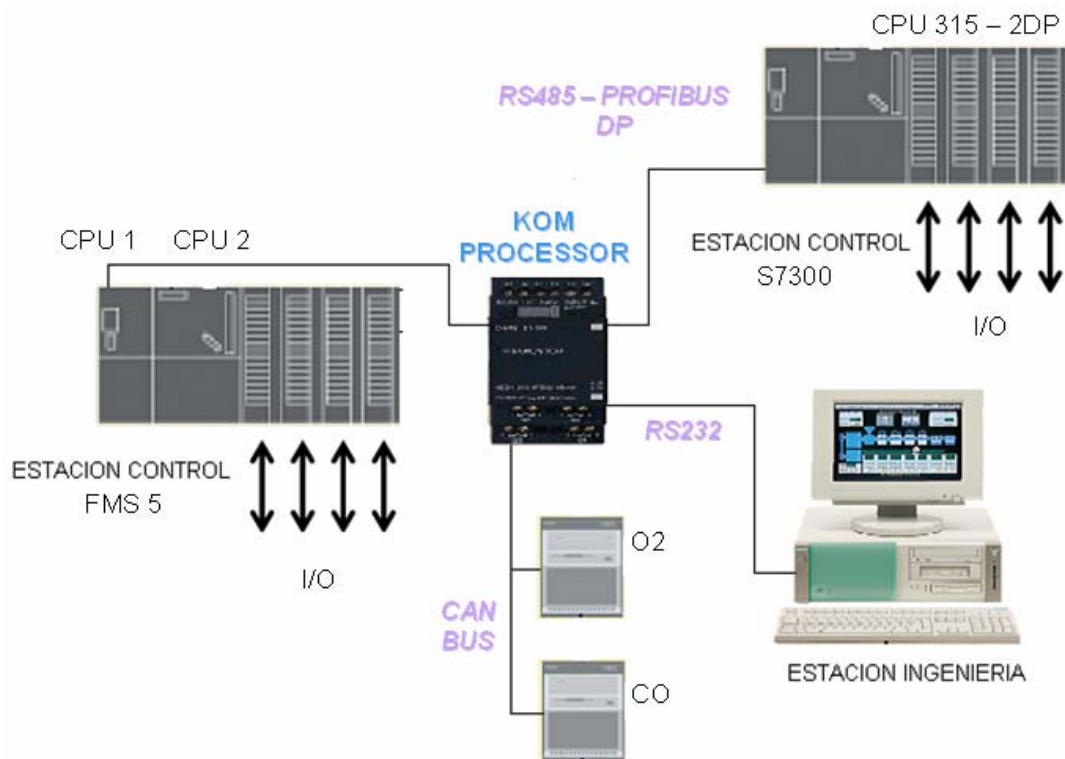 CPU 315 – 2DP
RS485 – PROFIBUS
DP
KOM
PROCESSOR
CPU 1
CPU 2
ESTACION CONTROL
S7300
I/O
RS232
ESTACION CONTROL
FMS 5
I/O
O2
CAN
BUS
CO
ESTACION INGENIERIA